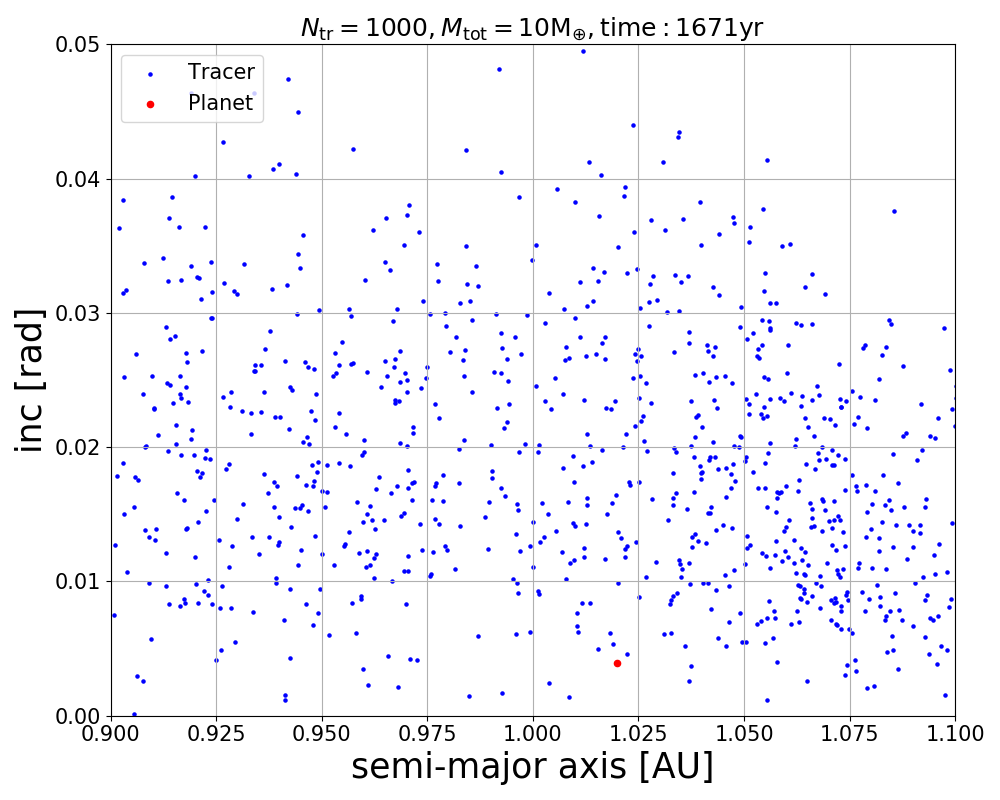 N_tr = 1000, M_tot = 10M_⊕, time : 1671yr
0.05
Tracer
Planet
0.04
0.03
inc [rad]
0.02
0.01
0.00
0.900 0.925 0.950 0.975 1.000 1.025 1.050 1.075 1.100
semi-major axis [AU]